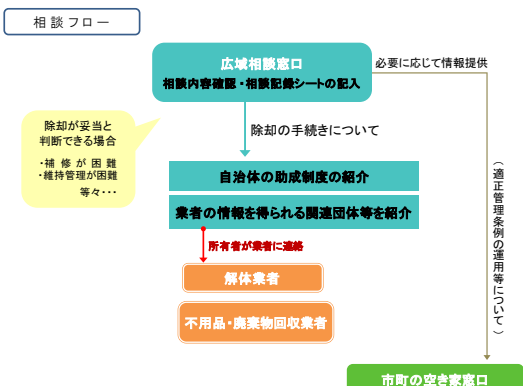 相談フロー
広域相談窓口
相談内容確認・相談記録シートの記入
必要に応じて情報提供
除却が妥当と
判断できる場合
・補修が困難
・維持管理が困難
等々・・・
除却の手続きについて
自治体の助成制度の紹介
業者の情報を得られる関連団体等を紹介
所有者が業者に連絡
解体業者
不用品・廃棄物回収業者
（適正管理条例の運用等について）
市町の空き家窓口